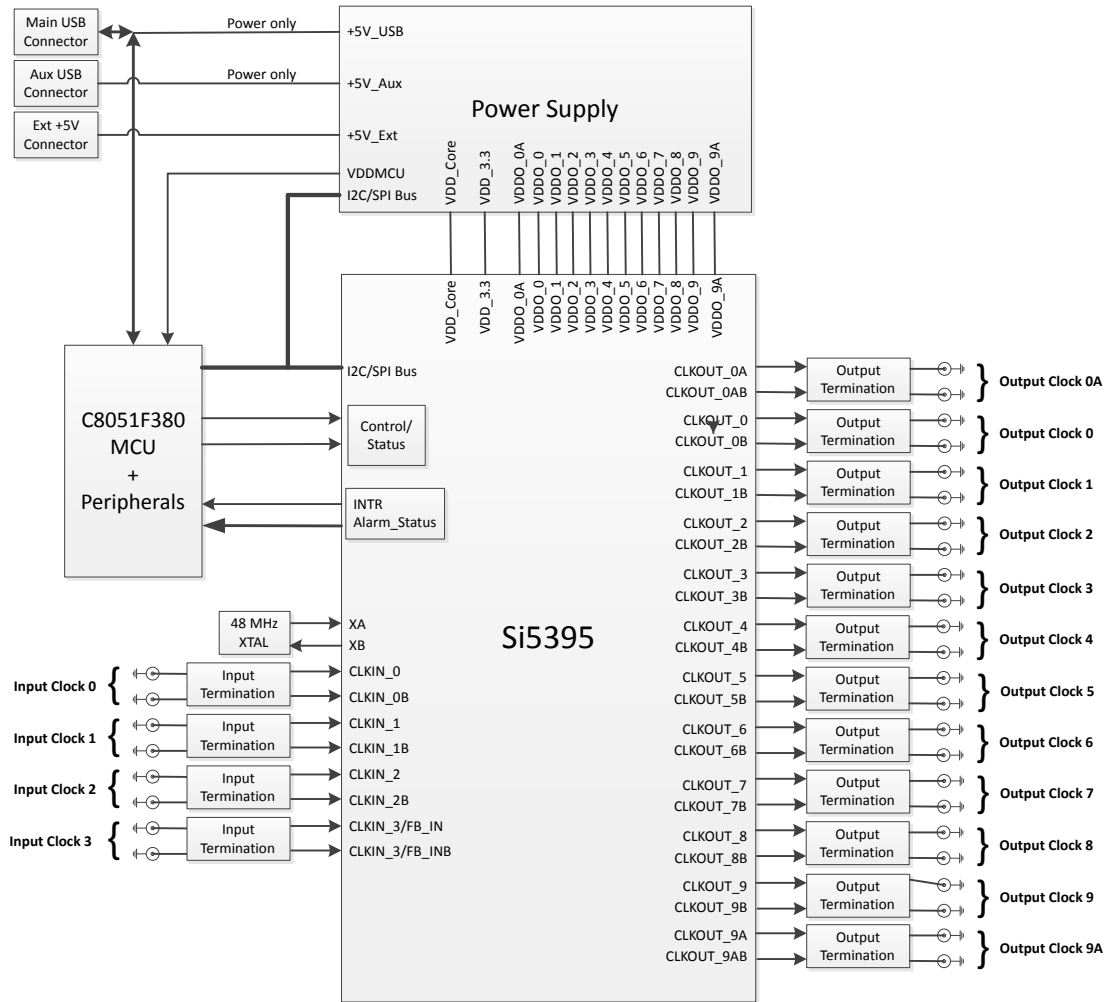 Main USB
Connector
Power only
+5V_USB
Aux USB
Connector
Power only
+5V_Aux
Ext +5V
Connector
+5V_Ext
Power Supply
VDDMCU
I2C/SPI Bus
VDD_Core
VDD_3.3
VDDO_0A
VDDO_0
VDDO_1
VDDO_2
VDDO_3
VDDO_4
VDDO_5
VDDO_6
VDDO_7
VDDO_8
VDDO_9
VDDO_9A
VDD_Core
VDD_3.3
VDDO_0A
VDDO_0
VDDO_1
VDDO_2
VDDO_3
VDDO_4
VDDO_5
VDDO_6
VDDO_7
VDDO_8
VDDO_9
VDDO_9A
C8051F380
MCU
+
Peripherals
I2C/SPI Bus
Control/
Status
INTR
Alarm_Status
48 MHz
XTAL
XA
XB
Si5395
Input Clock 0
Input
Termination
CLKIN_0
CLKIN_0B
Input Clock 1
Input
Termination
CLKIN_1
CLKIN_1B
Input Clock 2
Input
Termination
CLKIN_2
CLKIN_2B
Input Clock 3
Input
Termination
CLKIN_3/FB_IN
CLKIN_3/FB_INB
CLKOUT_0A
CLKOUT_0AB
Output
Termination
Output Clock 0A
CLKOUT_0
CLKOUT_0B
Output
Termination
Output Clock 0
CLKOUT_1
CLKOUT_1B
Output
Termination
Output Clock 1
CLKOUT_2
CLKOUT_2B
Output
Termination
Output Clock 2
CLKOUT_3
CLKOUT_3B
Output
Termination
Output Clock 3
CLKOUT_4
CLKOUT_4B
Output
Termination
Output Clock 4
CLKOUT_5
CLKOUT_5B
Output
Termination
Output Clock 5
CLKOUT_6
CLKOUT_6B
Output
Termination
Output Clock 6
CLKOUT_7
CLKOUT_7B
Output
Termination
Output Clock 7
CLKOUT_8
CLKOUT_8B
Output
Termination
Output Clock 8
CLKOUT_9
CLKOUT_9B
Output
Termination
Output Clock 9
CLKOUT_9A
CLKOUT_9AB
Output
Termination
Output Clock 9A